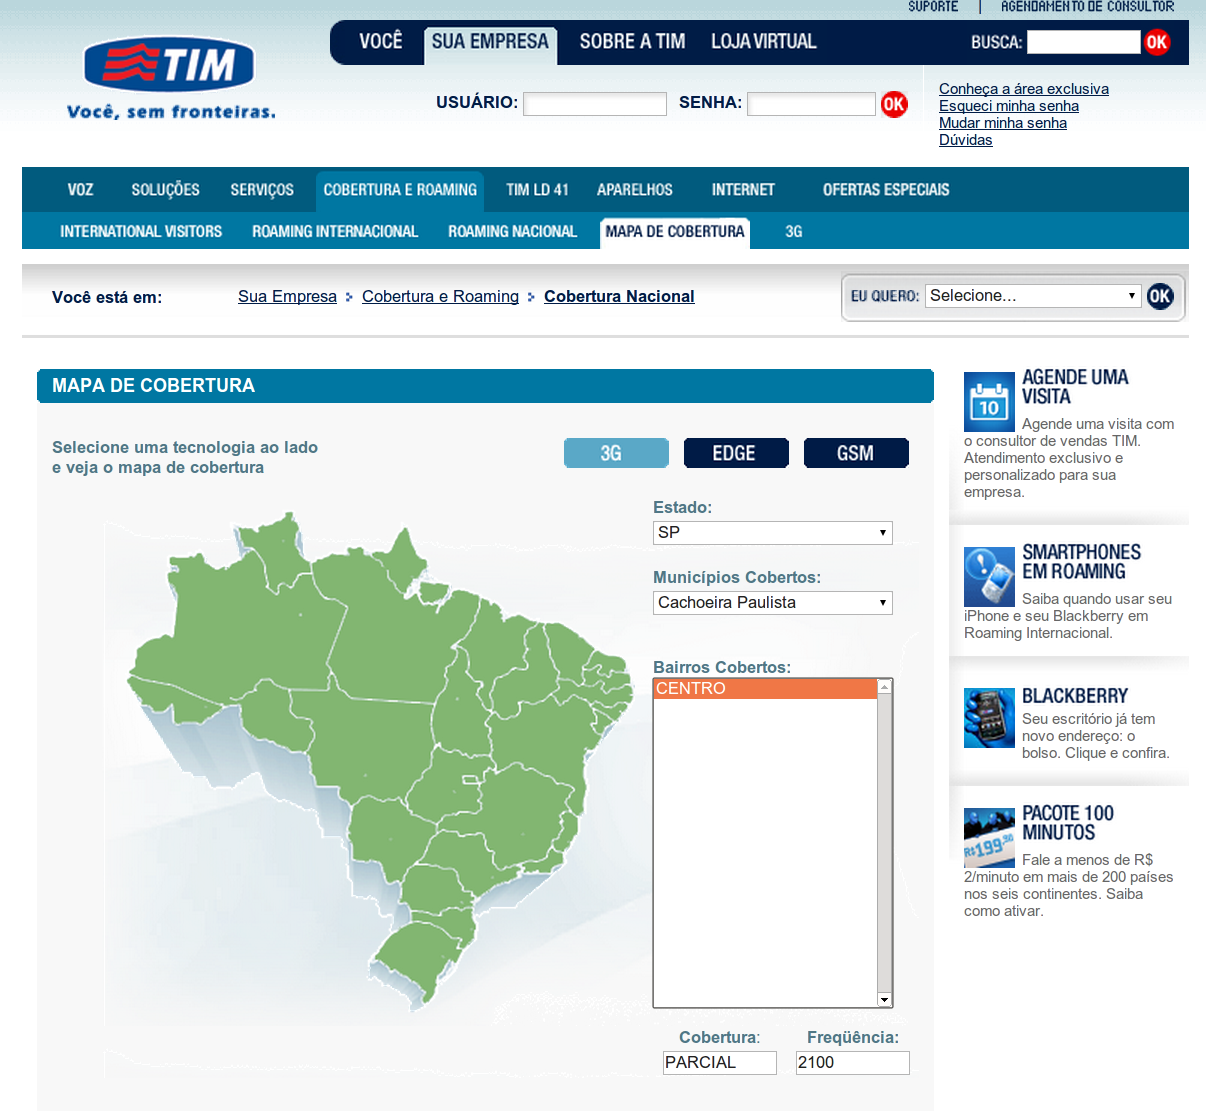 SUPORTE | AGENDAMENTO DE CONSULTOR
VOCÊ SUA EMPRESA SOBRE A TIM LOJA VIRTUAL BUSCA: OK
TIM
Você, sem fronteiras.
USUÁRIO: SENHA: OK
Conheça a área exclusiva
Esqueci minha senha
Mudar minha senha
Dúvidas
VOZ SOLUÇÕES SERVIÇOS COBERTURA E ROAMING TIM LD 41 APARELHOS INTERNET OFERTAS ESPECIAIS
INTERNATIONAL VISITORS ROAMING INTERNACIONAL ROAMING NACIONAL MAPA DE COBERTURA 3G
Você está em: Sua Empresa Cobertura e Roaming Cobertura Nacional
EU QUERO: Selecione... OK
MAPA DE COBERTURA
Selecione uma tecnologia ao lado
e veja o mapa de cobertura
3G EDGE GSM
Estado:
SP
Municípios Cobertos:
Cachoeira Paulista
Bairros Cobertos:
CENTRO
Cobertura: Freqüência:
PARCIAL 2100
AGENDE UMA
VISITA
10
Agende uma visita com
o consultor de vendas TIM.
Atendimento exclusivo e
personalizado para sua
empresa.
SMARTPHONES
EM ROAMING
Saiba quando usar seu
iPhone e seu Blackberry em
Roaming Internacional.
BLACKBERRY
Seu escritório já tem
novo endereço: o
bolso. Clique e confira.
PACOTE 100
MINUTOS
R$199,90
Fale a menos de R$
2/minuto em mais de 200 países
nos seis continentes. Saiba
como ativar.